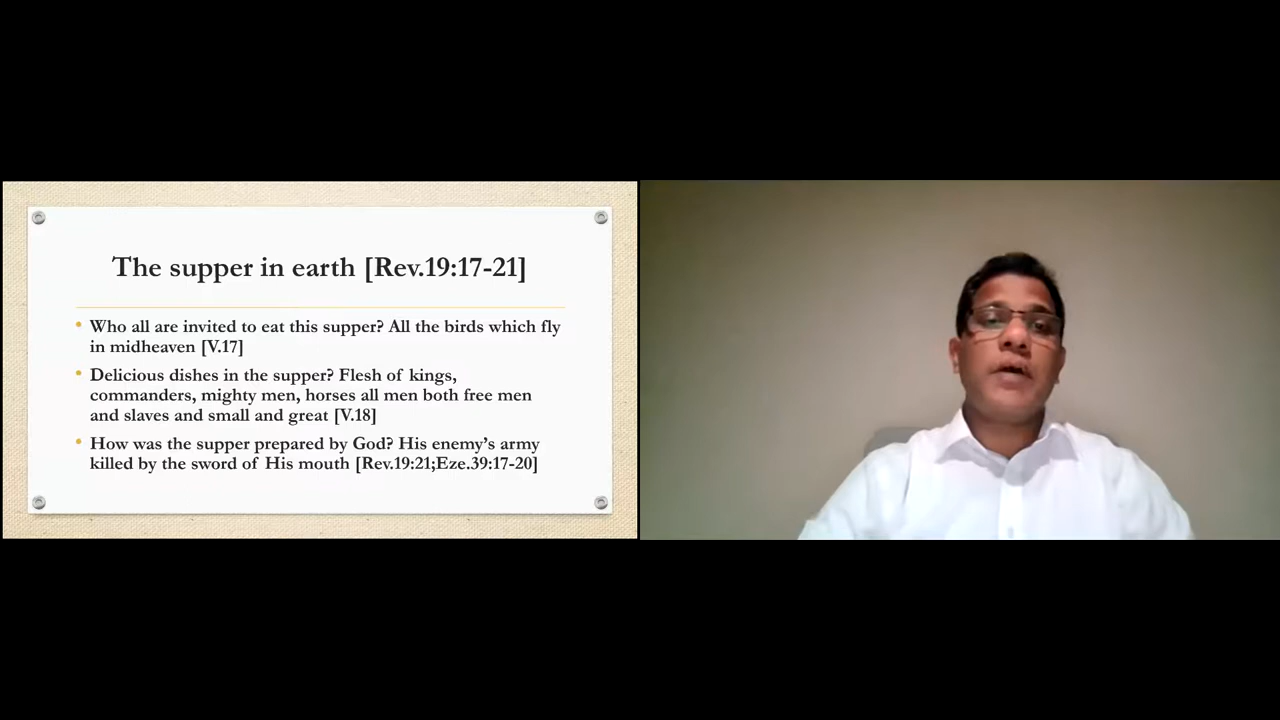 The supper in earth [Rev.19:17-21]
• Who all are invited to eat this supper? All the birds which fly
in midheaven [V.17]
• Delicious dishes in the supper? Flesh of kings,
commanders, mighty men, horses all men both free men
and slaves and small and great [V.18]
• How was the supper prepared by God? His enemy’s army
killed by the sword of His mouth [Rev.19:21;Eze.39:17-20]